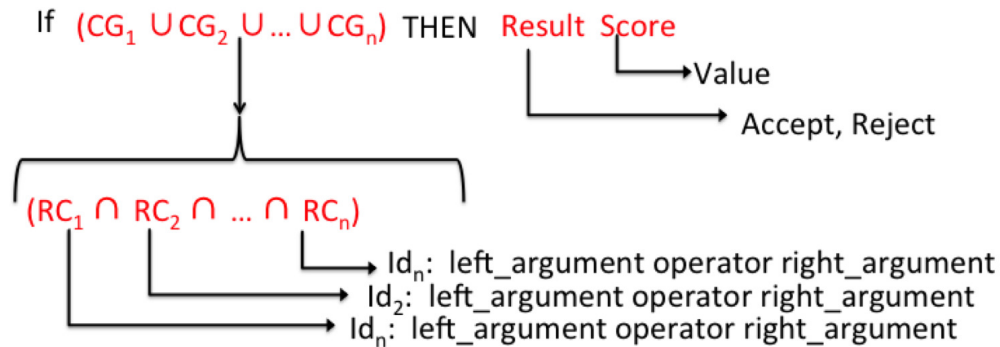 If (CG₁ ∪ CG₂ ∪ ... ∪ CGₙ) THEN Result Score
Value
Accept, Reject
(RC₁ ∩ RC₂ ∩ ... ∩ RCₙ)
Idₙ: left_argument operator right_argument
Id₂: left_argument operator right_argument
Idₙ: left_argument operator right_argument